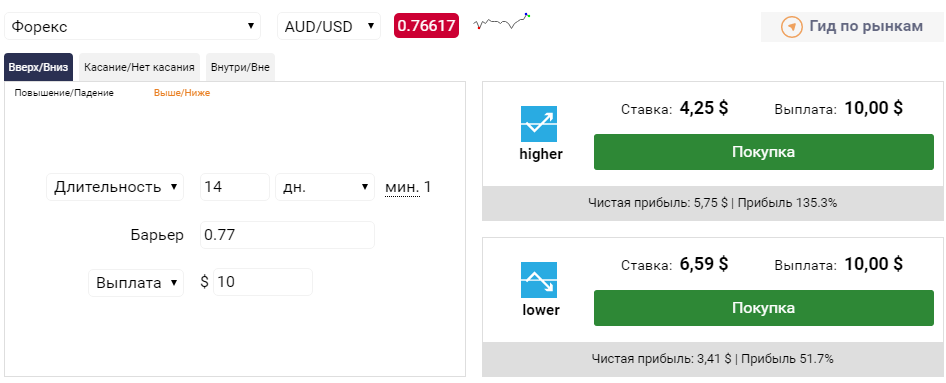 Форекс AUD/USD 0.76617 Гид по рынкам
Вверх/Вниз Касание/Нет касания Внутри/Вне
Повышение/Падение Выше/Ниже
Длительность 14 дн. мин. 1
Барьер 0.77
Выплата $ 10
higher
Ставка: 4,25 $ Выплата: 10,00 $
Покупка
Чистая прибыль: 5,75 $ | Прибыль 135.3%
lower
Ставка: 6,59 $ Выплата: 10,00 $
Покупка
Чистая прибыль: 3,41 $ | Прибыль 51.7%